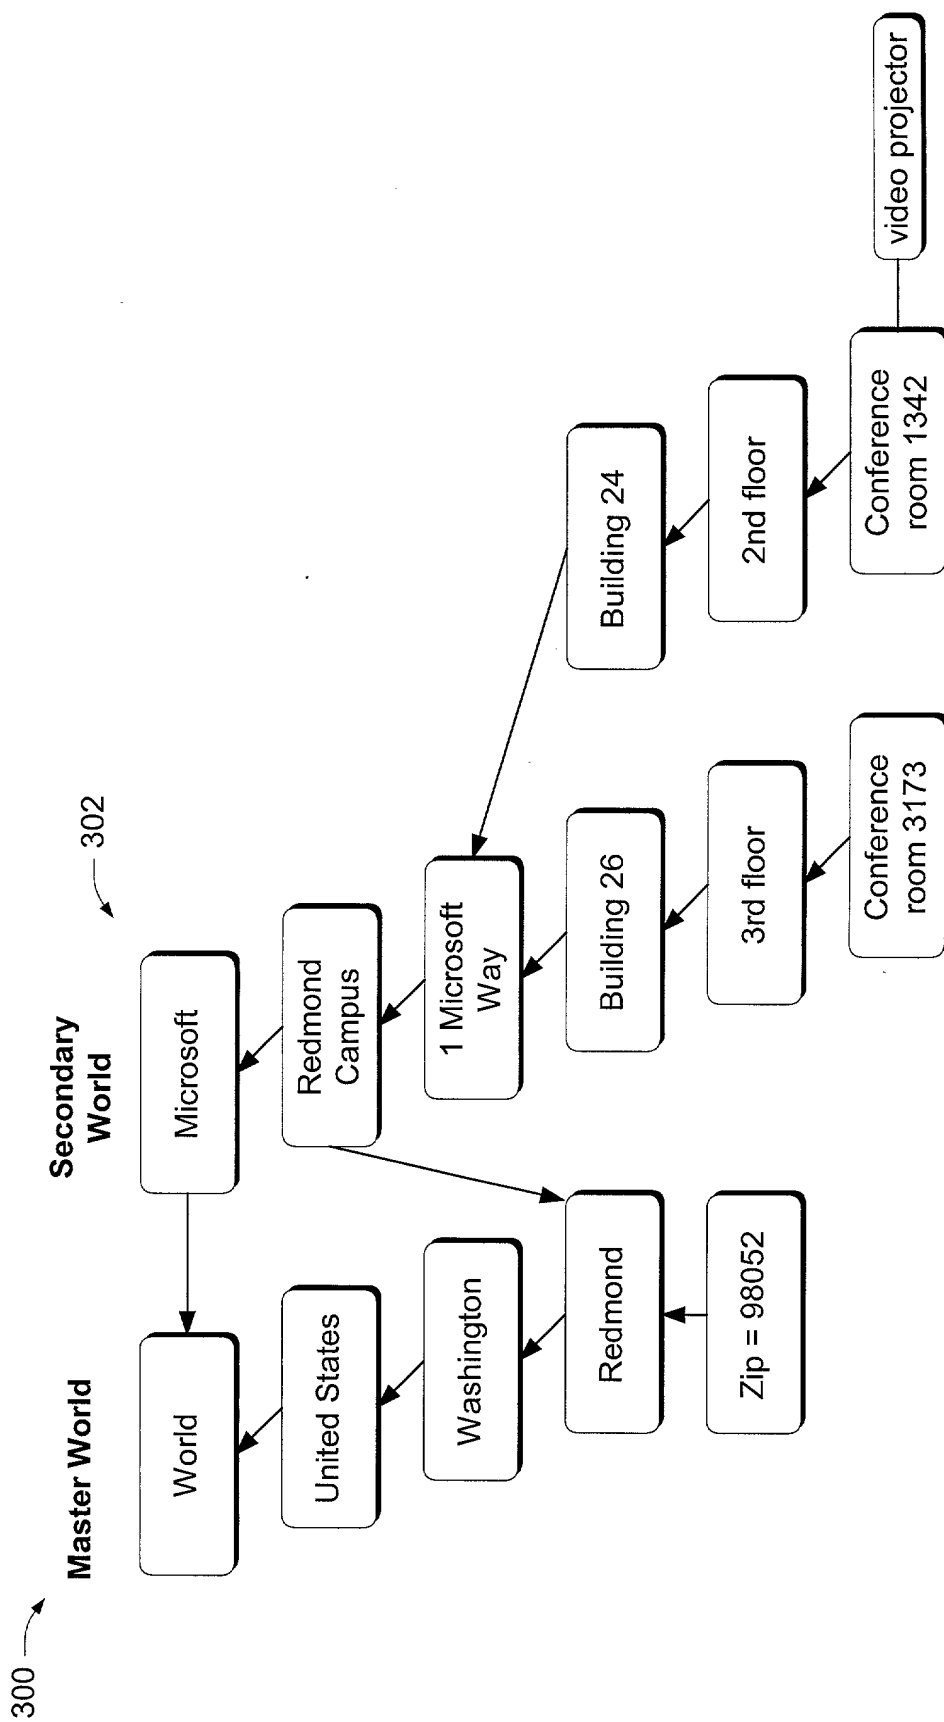 300
Master World
302
Secondary
World
World
Microsoft
United States
Redmond
Campus
Washington
1 Microsoft
Way
Redmond
Building 26
Building 24
Zip = 98052
3rd floor
2nd floor
Conference
room 3173
Conference
room 1342
video projector